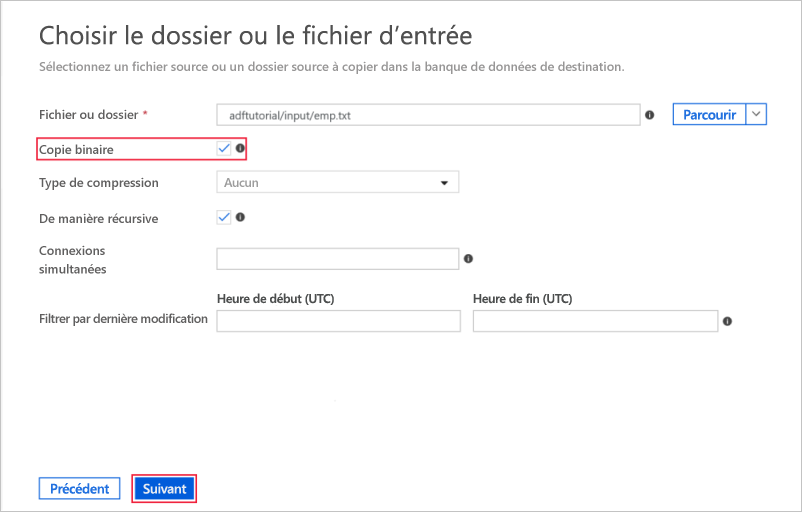 Choisir le dossier ou le fichier d’entrée
Sélectionnez un fichier source ou un dossier source à copier dans la banque de données de destination.
Fichier ou dossier * adftutorial/input/emp.txt Parcourir
Copie binaire
Type de compression Aucun
De manière récursive
Connexions
simultanées
Heure de début (UTC) Heure de fin (UTC)
Filtrer par dernière modification
Précédent Suivant